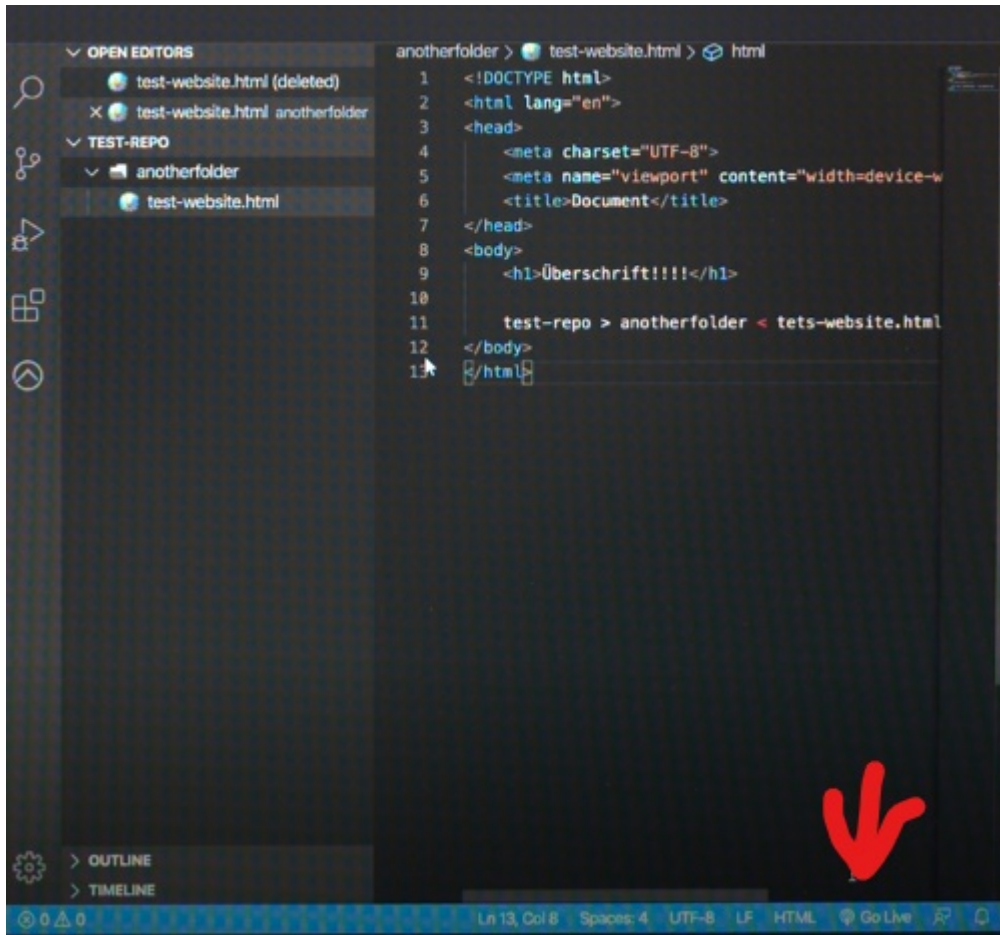 OPEN EDITORS
test-website.html (deleted)
test-website.html anotherfolder
TEST-REPO
anotherfolder
test-website.html
OUTLINE
TIMELINE
anotherfolder > test-website.html > html
1 <!DOCTYPE html>
2 <html lang="en">
3 <head>
4 <meta charset="UTF-8">
5 <meta name="viewport" content="width=device-w
6 <title>Document</title>
7 </head>
8 <body>
9 <h1>Überschrift!!!!</h1>
10
11 test-repo > anotherfolder < tets-website.html
12 </body>
13 </html>
0 0 Ln 13, Col 8 Spaces: 4 UTF-8 LF HTML Go Live